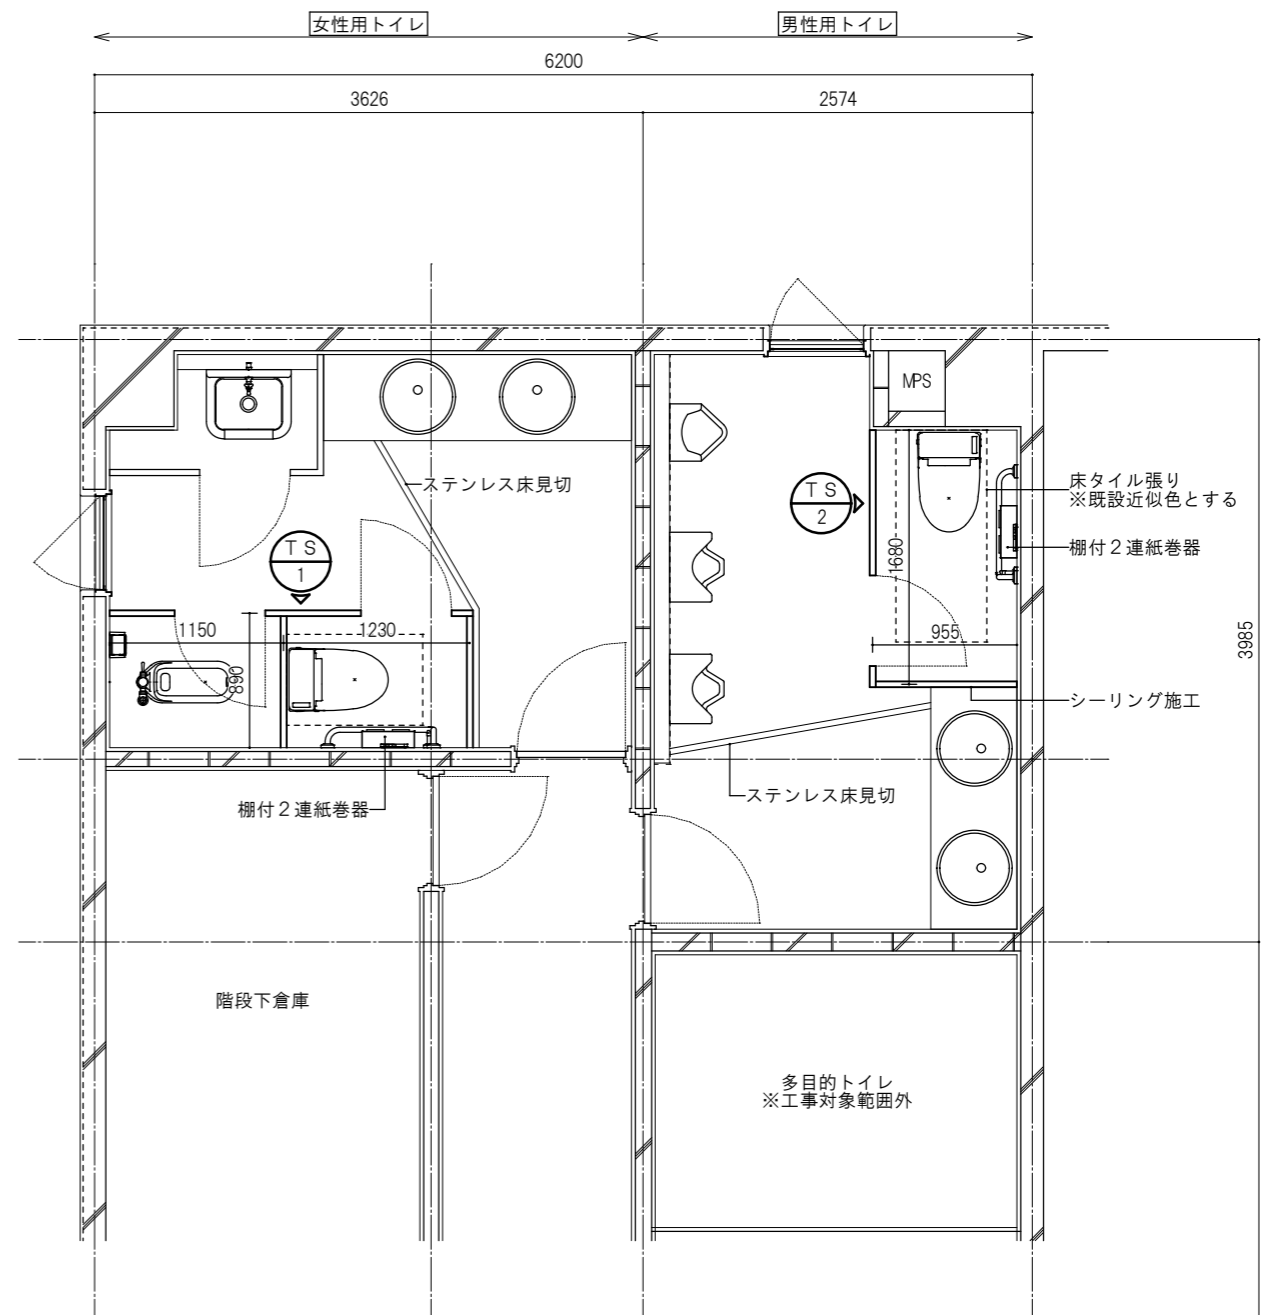 女性用トイレ
男性用トイレ
6200
3626
2574
MPS
ステンレス床見切
TS
2
床タイル張り
※既設近似色とする
棚付２連紙巻器
TS
1
1680
1150
1230
955
890
3985
シーリング施工
ステンレス床見切
棚付２連紙巻器
階段下倉庫
多目的トイレ
※工事対象範囲外